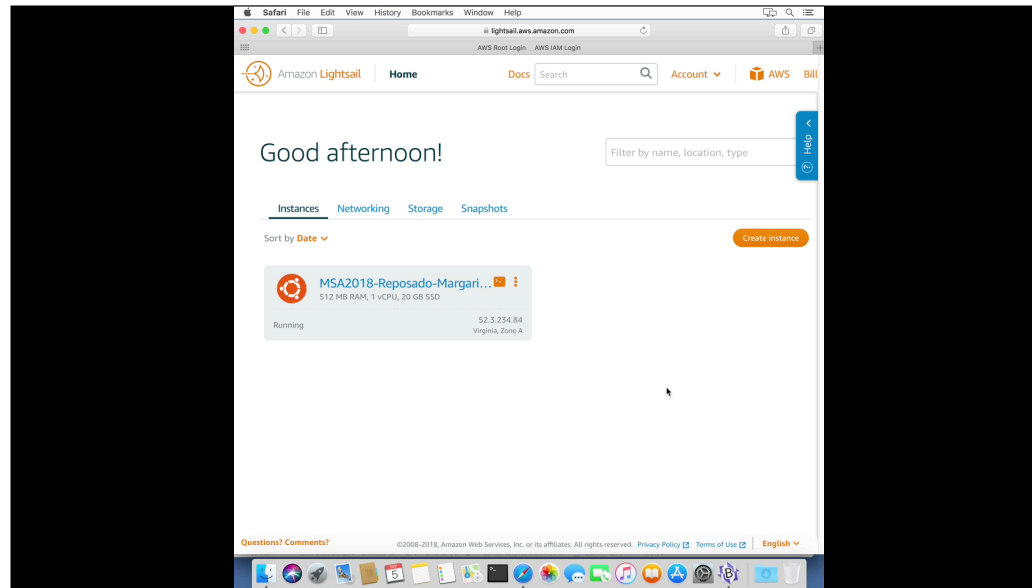 Safari File Edit View History Bookmarks Window Help
lightsail.aws.amazon.com
AWS Root Login AWS IAM Login
Amazon Lightsail Home Docs Search Account AWS Bill
Help
Good afternoon!
Filter by name, location, type
Instances Networking Storage Snapshots
Sort by Date
Create instance
MSA2018-Reposado-Margari...
512 MB RAM, 1 vCPU, 20 GB SSD
Running
52.3.234.84
Virginia, Zone A
Questions? Comments? ©2008-2018, Amazon Web Services, Inc. or its affiliates. All rights reserved. Privacy Policy Terms of Use English
5